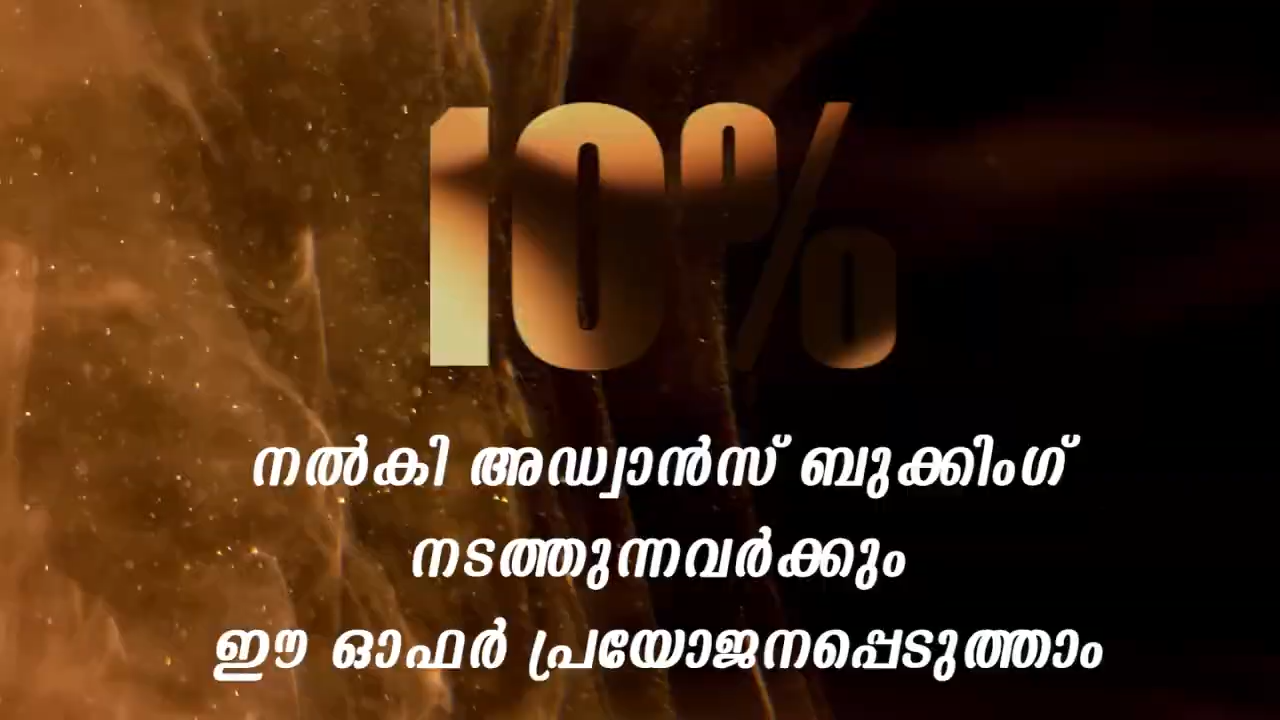 10%
നൽകി അഡ്വാൻസ് ബുക്കിംഗ്
നടത്തുന്നവർക്കും
ഈ ഓഫർ പ്രയോജനപ്പെടുത്താം